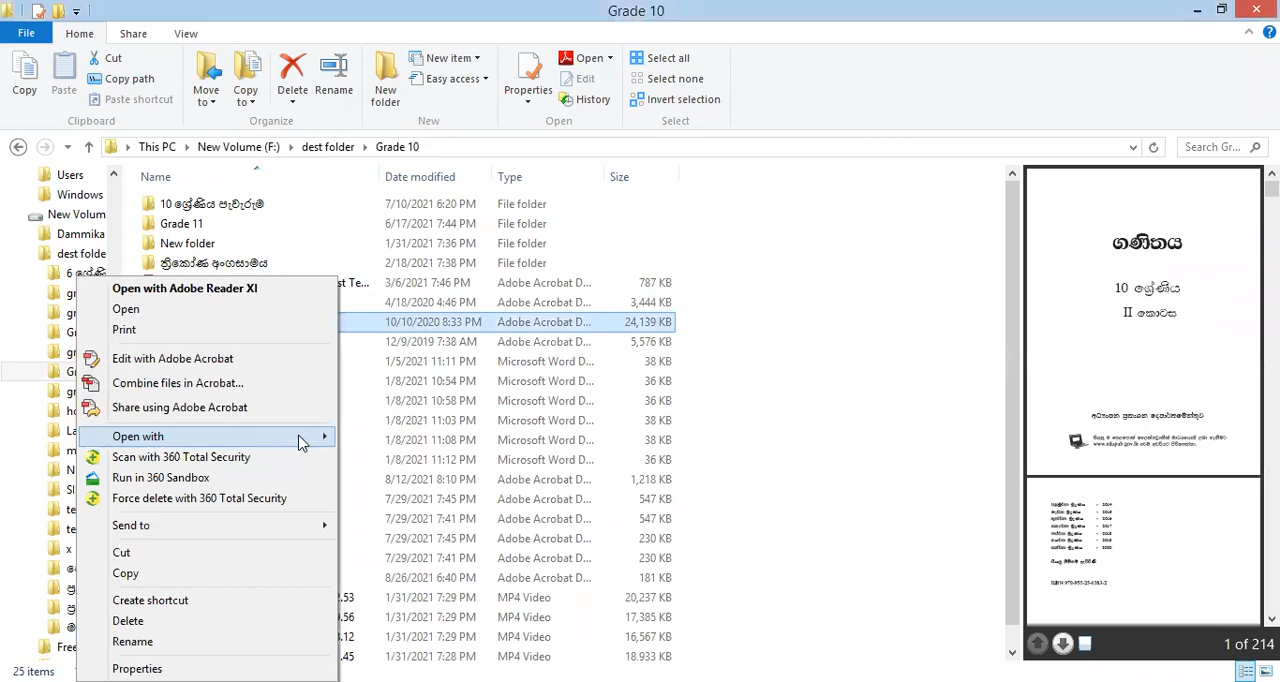 Grade 10
File
Home
Share
View
Copy
Paste
Cut
Copy path
Paste shortcut
Clipboard
Move to
Copy to
Delete
Rename
Organize
New folder
New item
Easy access
New
Properties
Open
Edit
History
Open
Select all
Select none
Invert selection
Select
This PC
New Volume (F:)
dest folder
Grade 10
Search Gr...
Users
Windows
New Volum
Dammika
dest folde
Name
Date modified
Type
Size
10 ශ්‍රේණිය පැවැරුම්
7/10/2021 6:20 PM
File folder
Grade 11
6/17/2021 7:44 PM
File folder
New folder
1/31/2021 7:36 PM
File folder
ත්‍රිකෝණ අංගසාමය
2/18/2021 7:38 PM
File folder
st Te...
3/6/2021 7:46 PM
Adobe Acrobat D...
787 KB
4/18/2020 4:46 PM
Adobe Acrobat D...
3,444 KB
10/10/2020 8:33 PM
Adobe Acrobat D...
24,139 KB
12/9/2019 7:38 AM
Adobe Acrobat D...
5,576 KB
1/5/2021 11:11 PM
Microsoft Word D...
38 KB
1/8/2021 10:54 PM
Microsoft Word D...
36 KB
1/8/2021 10:58 PM
Microsoft Word D...
36 KB
1/8/2021 11:03 PM
Microsoft Word D...
38 KB
1/8/2021 11:08 PM
Microsoft Word D...
36 KB
1/8/2021 11:12 PM
Microsoft Word D...
36 KB
8/12/2021 8:10 PM
Adobe Acrobat D...
1,218 KB
7/29/2021 7:45 PM
Adobe Acrobat D...
547 KB
7/29/2021 7:41 PM
Adobe Acrobat D...
547 KB
7/29/2021 7:45 PM
Adobe Acrobat D...
230 KB
7/29/2021 7:41 PM
Adobe Acrobat D...
230 KB
8/26/2021 6:40 PM
Adobe Acrobat D...
181 KB
.53
1/31/2021 7:29 PM
MP4 Video
20,237 KB
.56
1/31/2021 7:29 PM
MP4 Video
17,385 KB
.12
1/31/2021 7:29 PM
MP4 Video
16,567 KB
.45
1/31/2021 7:28 PM
MP4 Video
18,933 KB
Open with Adobe Reader XI
Open
Print
Edit with Adobe Acrobat
Combine files in Acrobat...
Share using Adobe Acrobat
Open with
Scan with 360 Total Security
Run in 360 Sandbox
Force delete with 360 Total Security
Send to
Cut
Copy
Create shortcut
Delete
Rename
Properties
Free
25 items
ගණිතය
10 ශ්‍රේණිය
II කොටස
අධ්‍යාපන ප්‍රකාශන දෙපාර්තමේන්තුව
1 of 214